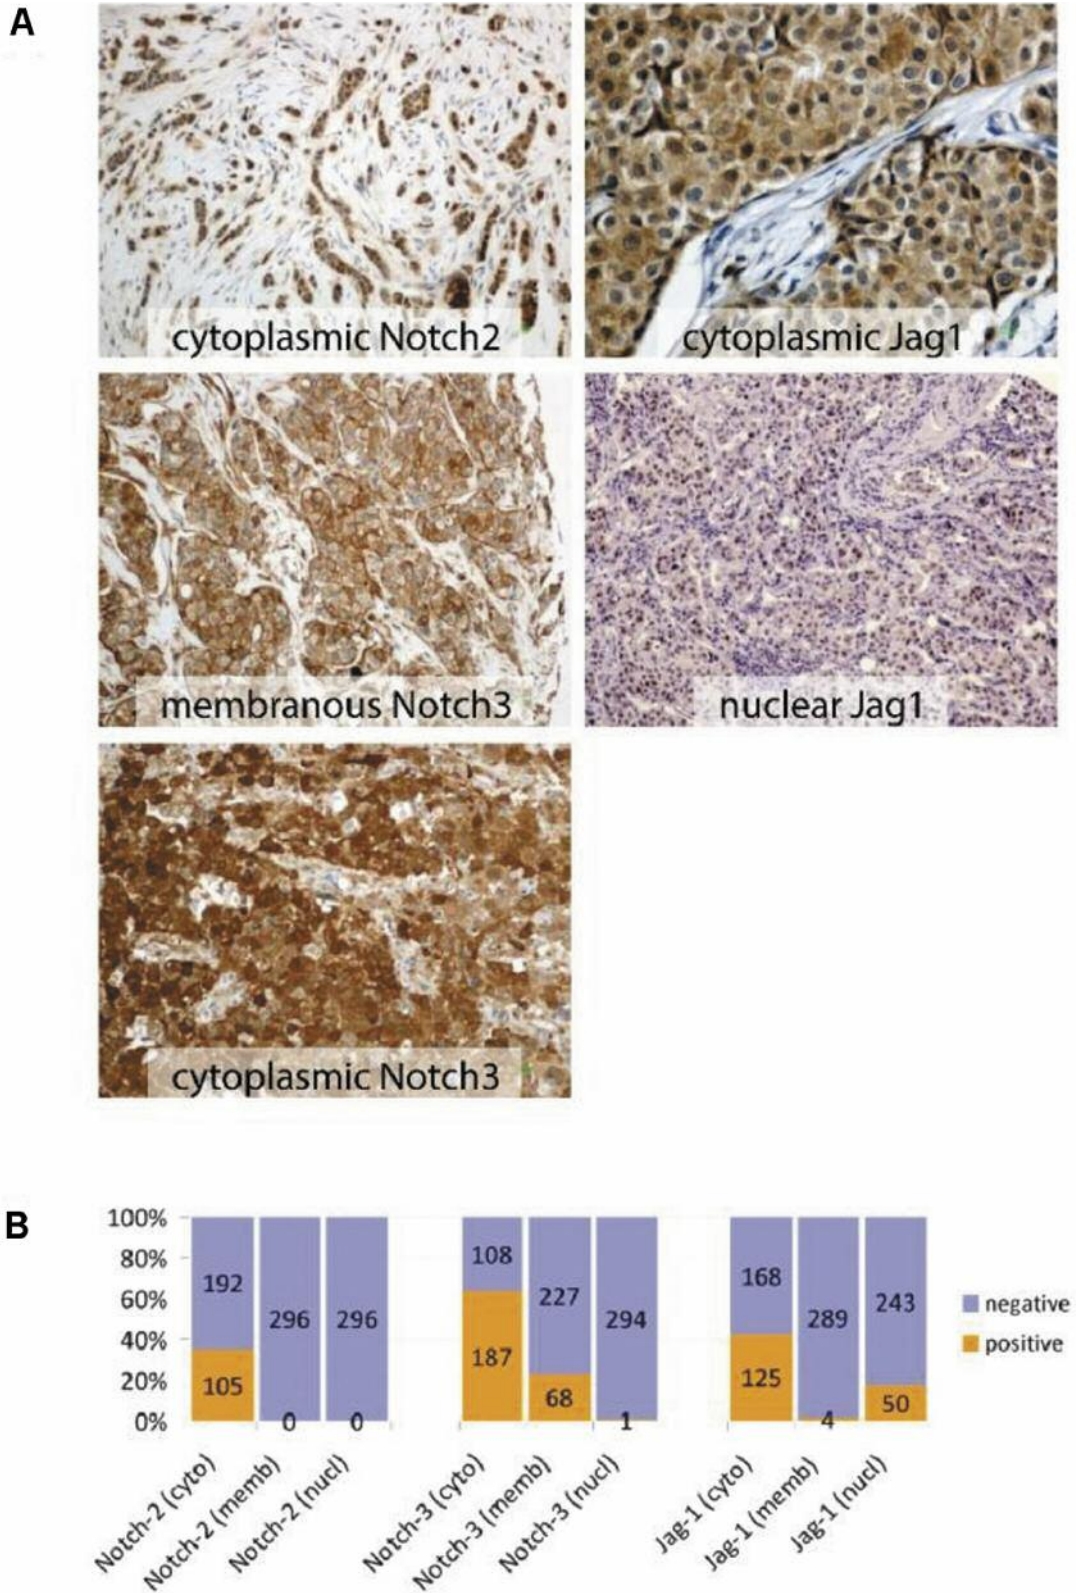 A
cytoplasmic Notch2
cytoplasmic Jag1
membranous Notch3
nuclear Jag1
cytoplasmic Notch3
B
100%
80%
60%
40%
20%
0%
192
296
296
105
0
0
108
227
294
187
68
1
168
289
243
125
4
50
negative
positive
Notch-2 (cyto)
Notch-2 (memb)
Notch-2 (nucl)
Notch-3 (cyto)
Notch-3 (memb)
Notch-3 (nucl)
Jag-1 (cyto)
Jag-1 (memb)
Jag-1 (nucl)